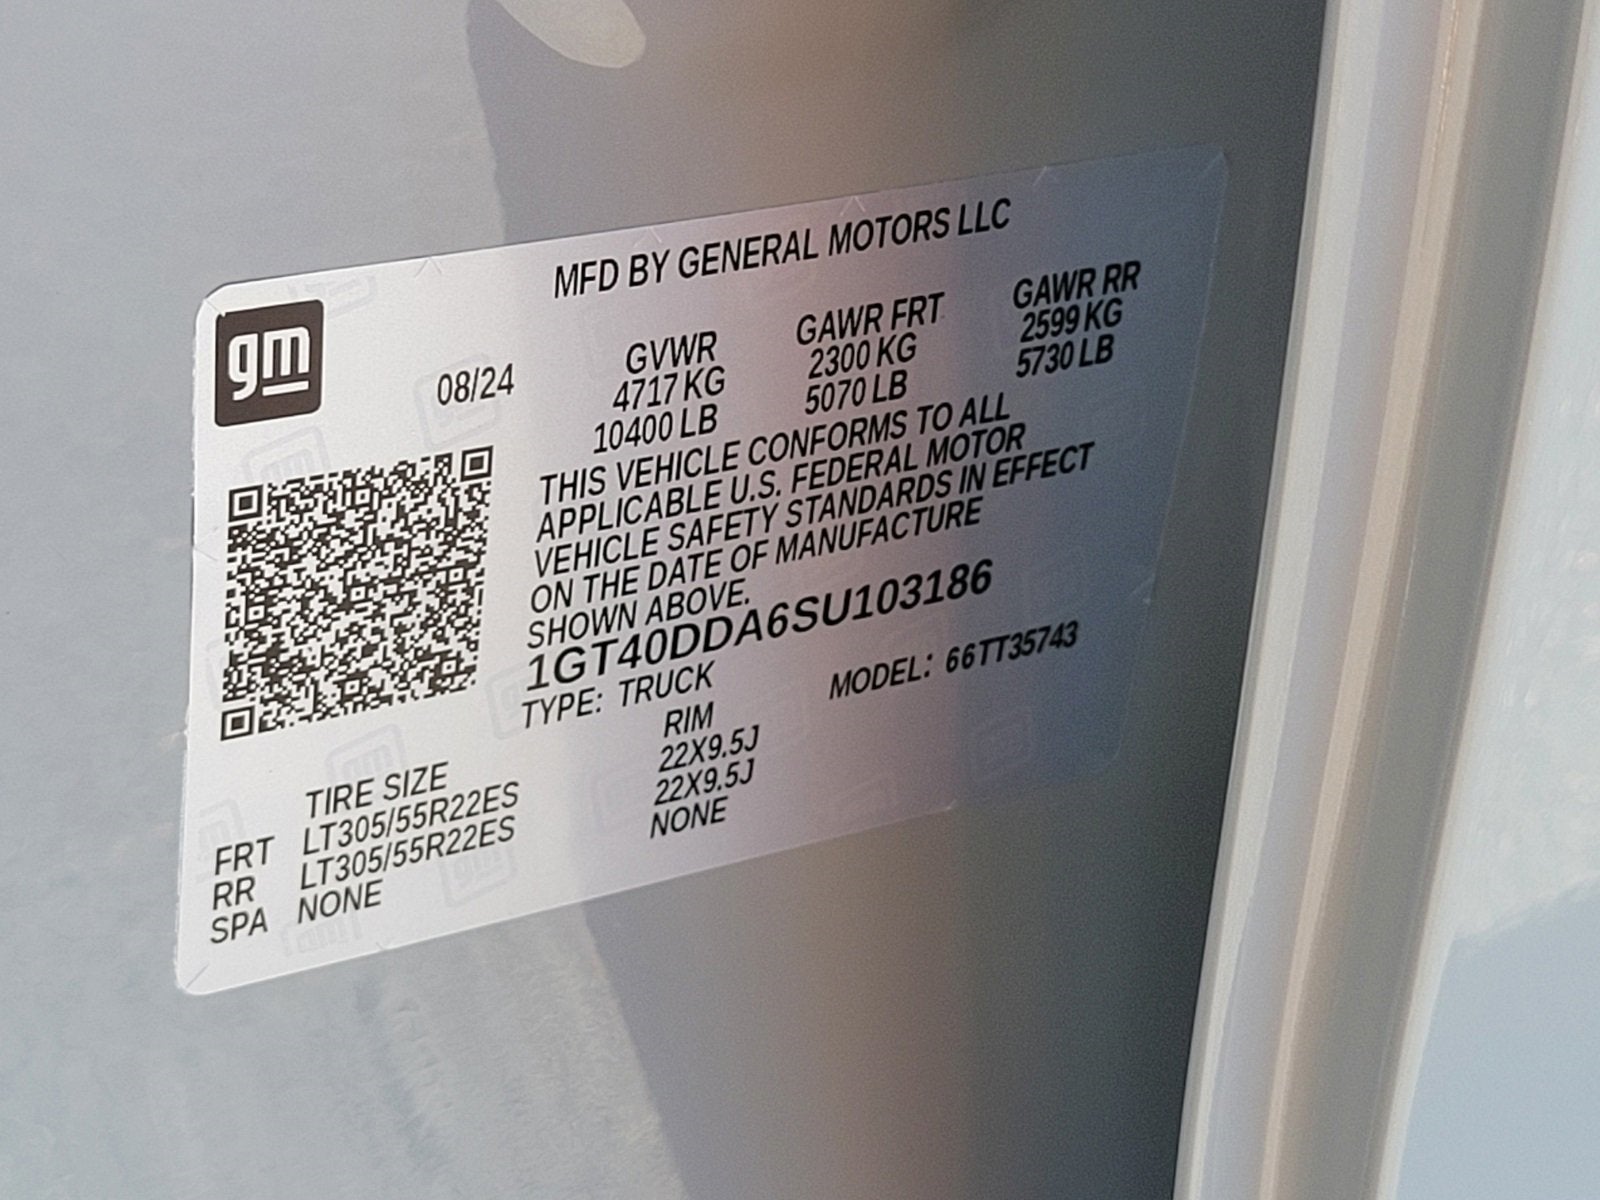 MFD BY GENERAL MOTORS LLC
gm
08/24
GVWR
4717 KG
10400 LB
GAWR FRT
2300 KG
5070 LB
GAWR RR
2599 KG
5730 LB
THIS VEHICLE CONFORMS TO ALL
APPLICABLE U.S. FEDERAL MOTOR
VEHICLE SAFETY STANDARDS IN EFFECT
ON THE DATE OF MANUFACTURE
SHOWN ABOVE.
1GT40DDA6SU103186
TYPE: TRUCK
MODEL: 66TT35743
TIRE SIZE RIM
FRT LT305/55R22ES 22X9.5J
RR LT305/55R22ES 22X9.5J
SPA NONE NONE